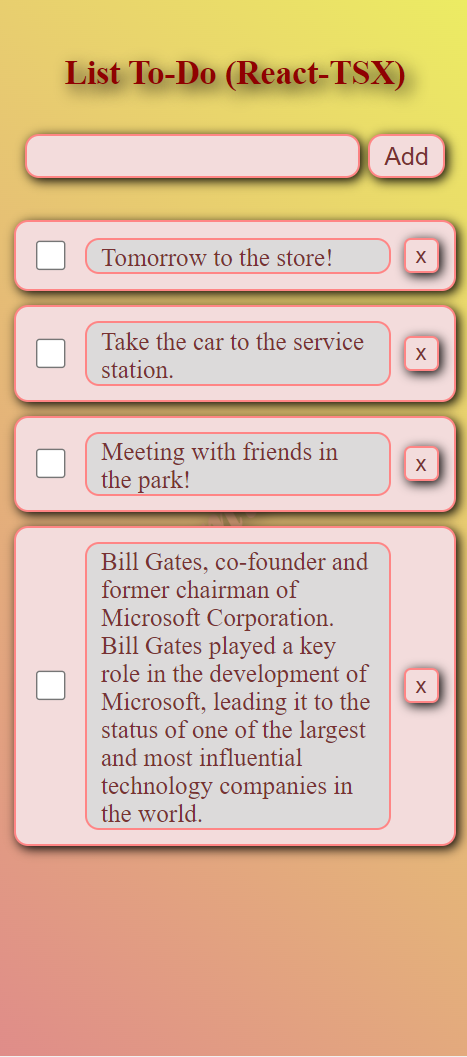 List To-Do (React-TSX)
Add
Tomorrow to the store!
x
Take the car to the service
station.
x
Meeting with friends in
the park!
x
Bill Gates, co-founder and
former chairman of
Microsoft Corporation.
Bill Gates played a key
role in the development of
Microsoft, leading it to the
status of one of the largest
and most influential
technology companies in
the world.
x